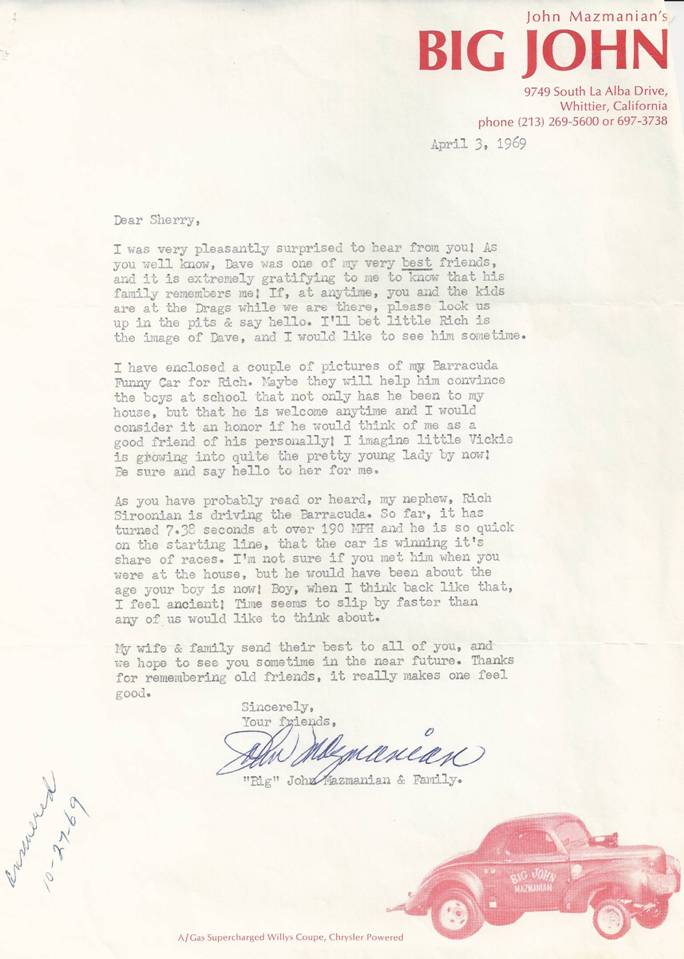 John Mazmanian's
BIG JOHN
9749 South La Alba Drive,
Whittier, California
phone (213) 269-5600 or 697-3738
April 3, 1969
Dear Sherry,
I was very pleasantly surprised to hear from you! As
you well know, Dave was one of my very best friends,
and it is extremely gratifying to me to know that his
family remembers me! If, at anytime, you and the kids
are at the Drags while we are there, please look us
up in the pits & say hello. I'll bet little Rich is
the image of Dave, and I would like to see him sometime.
I have enclosed a couple of pictures of my Barracuda
Funny Car for Rich. Maybe they will help him convince
the boys at school that not only has he been to my
house, but that he is welcome anytime and I would
consider it an honor if he would think of me as a
good friend of his personally! I imagine little Vickie
is growing into quite the pretty young lady by now!
Be sure and say hello to her for me.
As you have probably read or heard, my nephew, Rich
Siroonian is driving the Barracuda. So far, it has
turned 7.38 seconds at over 190 MPH and he is so quick
on the starting line, that the car is winning it's
share of races. I'm not sure if you met him when you
were at the house, but he would have been about the
age your boy is now! Boy, when I think back like that,
I feel ancient! Time seems to slip by faster than
any of us would like to think about.
My wife & family send their best to all of you, and
we hope to see you sometime in the near future. Thanks
for remembering old friends, it really makes one feel
good.
Sincerely,
Your friends,
John Mazmanian
"Big" John Mazmanian & Family.
answered
10-27-69
BIG JOHN
MAZMANIAN
A/Gas Supercharged Willys Coupe, Chrysler Powered